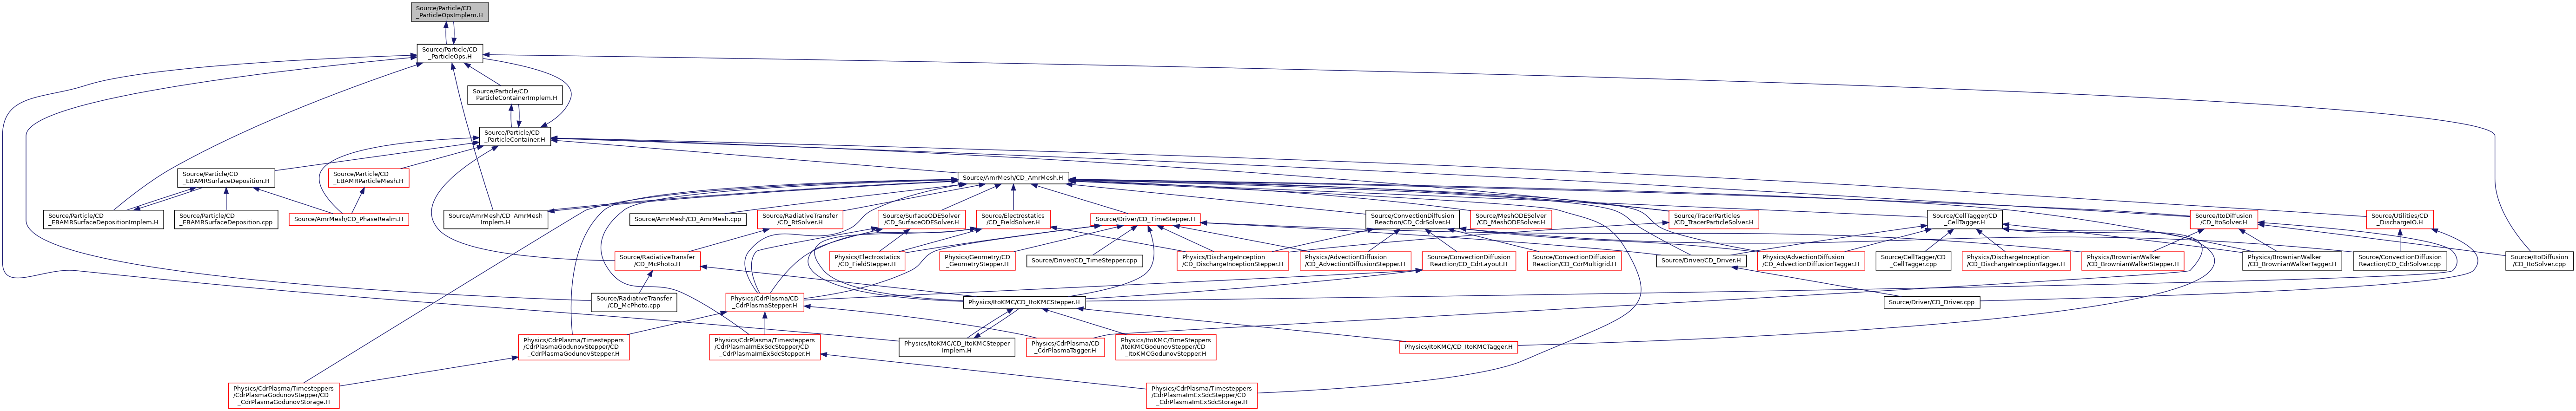 Source/Particle/CD
_ParticleOpsImplem.H
Source/Particle/CD
_ParticleOps.H
Source/Particle/CD
_ParticleContainerImplem.H
Source/Particle/CD
_ParticleContainer.H
Source/Particle/CD
_EBAMRSurfaceDeposition.H
Source/Particle/CD
_EBAMRParticleMesh.H
Source/AmrMesh/CD_AmrMesh.H
Source/Particle/CD
_EBAMRSurfaceDepositionImplem.H
Source/Particle/CD
_EBAMRSurfaceDeposition.cpp
Source/AmrMesh/CD_PhaseRealm.H
Source/AmrMesh/CD_AmrMesh
Implem.H
Source/AmrMesh/CD_AmrMesh.cpp
Source/RadiativeTransfer
/CD_RtSolver.H
Source/SurfaceODESolver
/CD_SurfaceODESolver.H
Source/Electrostatics
/CD_FieldSolver.H
Source/Driver/CD_TimeStepper.H
Source/ConvectionDiffusion
Reaction/CD_CdrSolver.H
Source/MeshODESolver
/CD_MeshODESolver.H
Source/TracerParticles
/CD_TracerParticleSolver.H
Source/CellTagger/CD
_CellTagger.H
Source/ItoDiffusion
/CD_ItoSolver.H
Source/Utilities/CD
_DischargeIO.H
Source/RadiativeTransfer
/CD_McPhoto.H
Physics/Electrostatics
/CD_FieldStepper.H
Physics/Geometry/CD
_GeometryStepper.H
Source/Driver/CD_TimeStepper.cpp
Physics/DischargeInception
/CD_DischargeInceptionStepper.H
Physics/AdvectionDiffusion
/CD_AdvectionDiffusionStepper.H
Source/ConvectionDiffusion
Reaction/CD_CdrLayout.H
Source/ConvectionDiffusion
Reaction/CD_CdrMultigrid.H
Source/Driver/CD_Driver.H
Physics/AdvectionDiffusion
/CD_AdvectionDiffusionTagger.H
Source/CellTagger/CD
_CellTagger.cpp
Physics/DischargeInception
/CD_DischargeInceptionTagger.H
Physics/BrownianWalker
/CD_BrownianWalkerStepper.H
Physics/BrownianWalker
/CD_BrownianWalkerTagger.H
Source/ConvectionDiffusion
Reaction/CD_CdrSolver.cpp
Source/ItoDiffusion
/CD_ItoSolver.cpp
Source/RadiativeTransfer
/CD_McPhoto.cpp
Physics/CdrPlasma/CD
_CdrPlasmaStepper.H
Physics/ItoKMC/CD_ItoKMCStepper.H
Source/Driver/CD_Driver.cpp
Physics/CdrPlasma/Timesteppers
/CdrPlasmaGodunovStepper/CD
_CdrPlasmaGodunovStepper.H
Physics/CdrPlasma/Timesteppers
/CdrPlasmaImExSdcStepper/CD
_CdrPlasmaImExSdcStepper.H
Physics/ItoKMC/CD_ItoKMCStepper
Implem.H
Physics/CdrPlasma/CD
_CdrPlasmaTagger.H
Physics/ItoKMC/TimeSteppers
/ItoKMCGodunovStepper/CD
_ItoKMCGodunovStepper.H
Physics/ItoKMC/CD_ItoKMCTagger.H
Physics/CdrPlasma/Timesteppers
/CdrPlasmaGodunovStepper/CD
_CdrPlasmaGodunovStorage.H
Physics/CdrPlasma/Timesteppers
/CdrPlasmaImExSdcStepper/CD
_CdrPlasmaImExSdcStorage.H